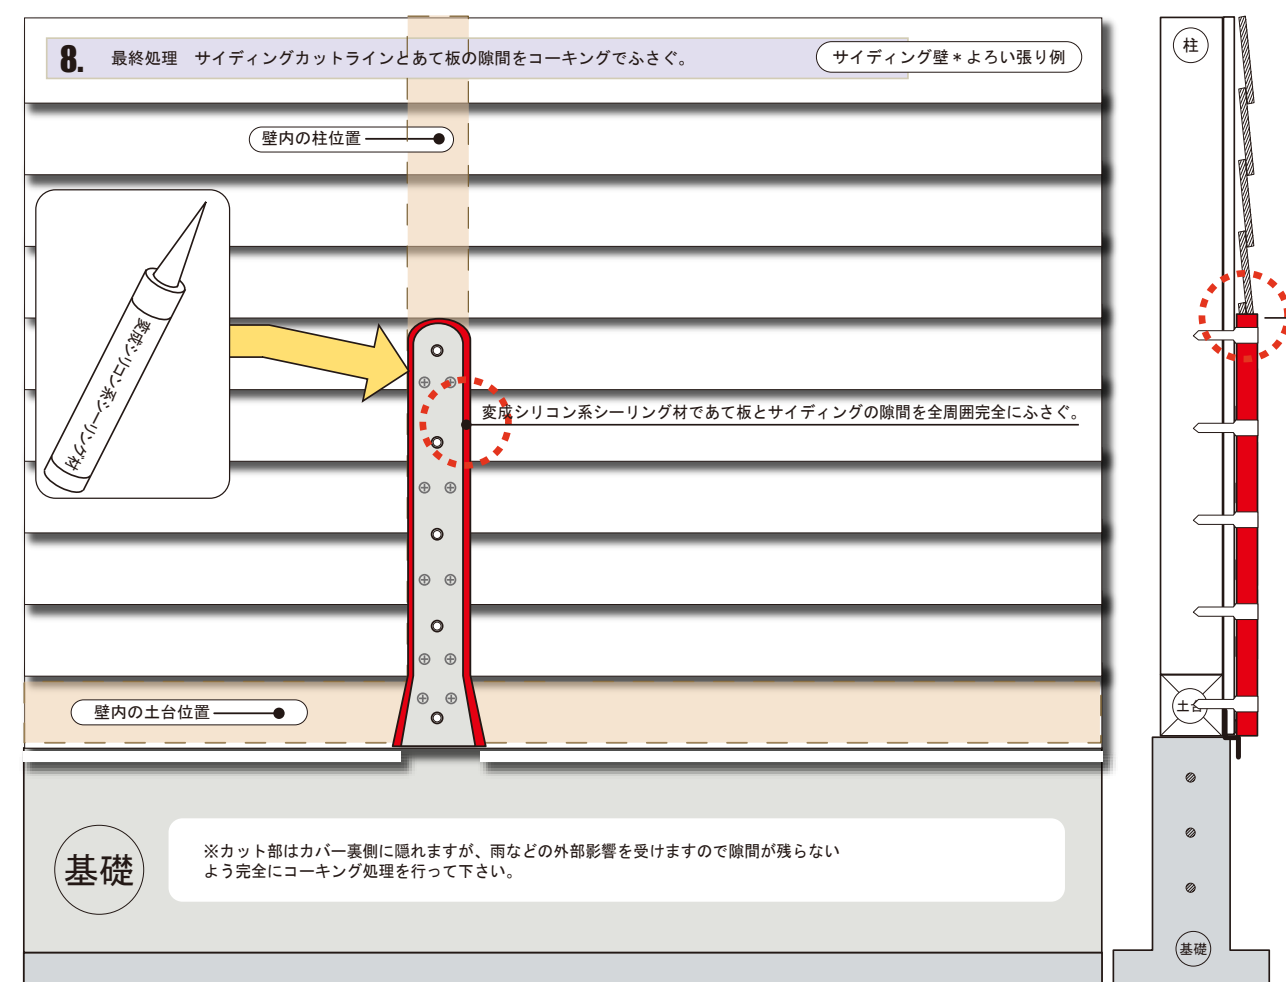 8. 最終処理 サイディングカットラインとあて板の隙間をコーキングでふさぐ。
サイディング壁＊よろい張り例
柱
壁内の柱位置
変成シリコン系シーリング材
変成シリコン系シーリング材であて板とサイディングの隙間を全周囲完全にふさぐ。
壁内の土台位置
土台
基礎
※カット部はカバー裏側に隠れますが、雨などの外部影響を受けますので隙間が残らない
よう完全にコーキング処理を行って下さい。
基礎